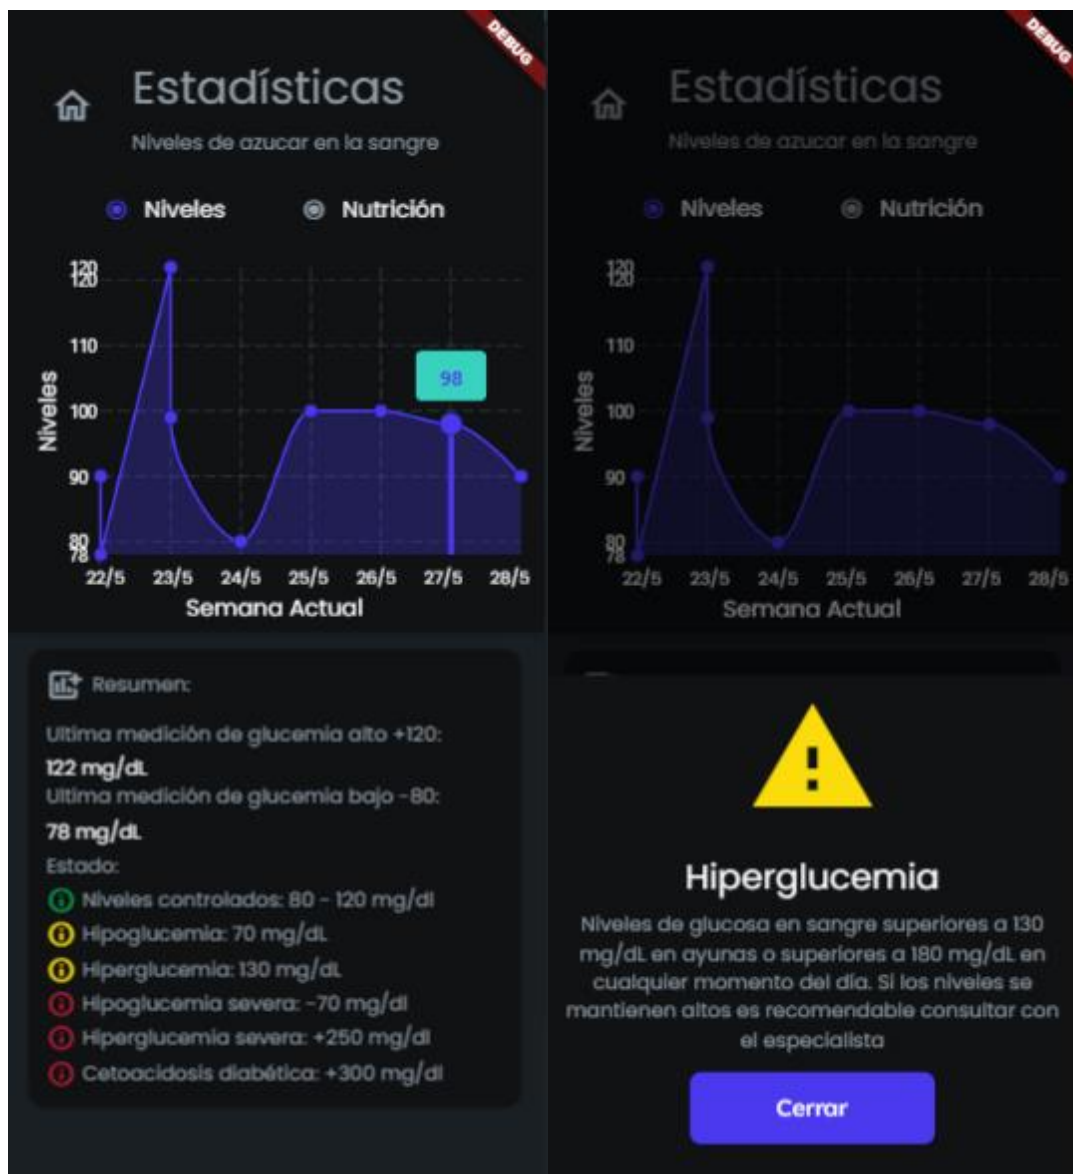 DEBUG
Estadísticas
Niveles de azucar en la sangre
Niveles
Nutrición
120
120
110
100
90
80
78
Niveles
98
22/5
23/5
24/5
25/5
26/5
27/5
28/5
Semana Actual
Resumen:
Ultima medición de glucemia alto +120:
122 mg/dL
Ultima medición de glucemia bajo -80:
78 mg/dL
Estado:
Niveles controlados: 80 - 120 mg/dl
Hipoglucemia: 70 mg/dL
Hiperglucemia: 130 mg/dL
Hipoglucemia severa: -70 mg/dl
Hiperglucemia severa: +250 mg/dl
Cetoacidosis diabética: +300 mg/dl
DEBUG
Estadísticas
Niveles de azucar en la sangre
Niveles
Nutrición
120
120
110
100
90
80
78
Niveles
22/5
23/5
24/5
25/5
26/5
27/5
28/5
Semana Actual
Hiperglucemia
Niveles de glucosa en sangre superiores a 130
mg/dL en ayunas o superiores a 180 mg/dL en
cualquier momento del día. Si los niveles se
mantienen altos es recomendable consultar con
el especialista
Cerrar